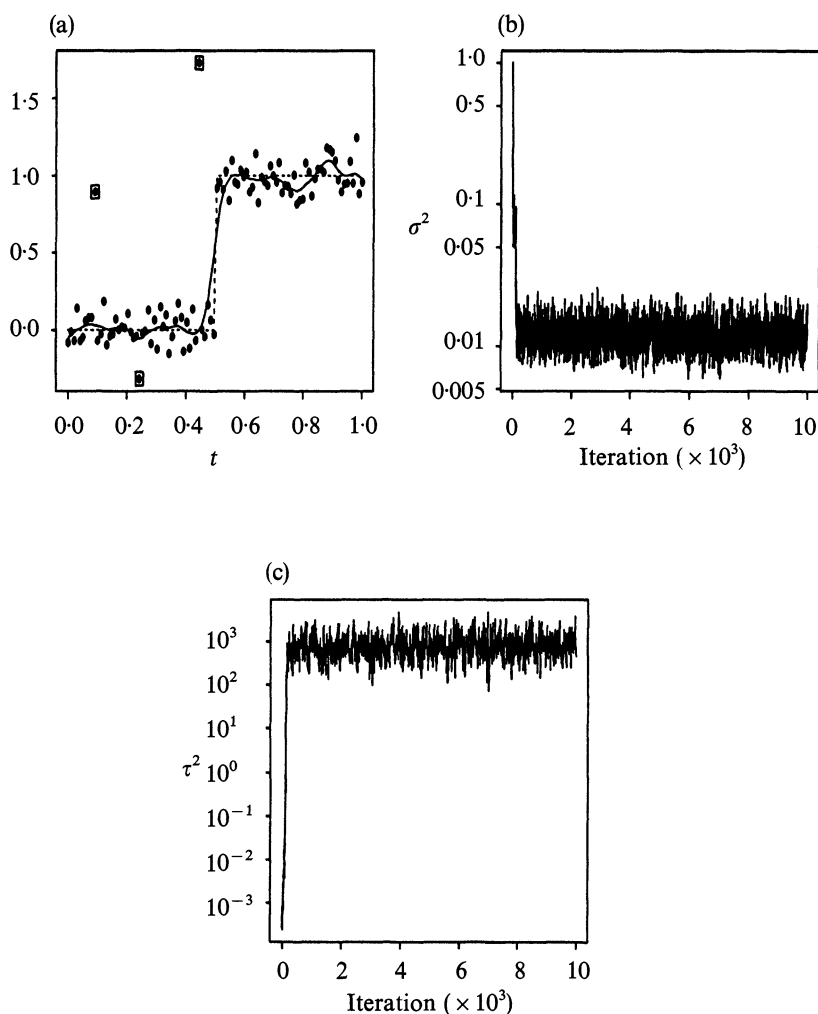 (a)
1·5
1·0
0·5
0·0
0·0 0·2 0·4 0·6 0·8 1·0
t
(b)
1·0
0·5
0·1
σ² 0·05
0·01
0·005
0 2 4 6 8 10
Iteration ( × 10³)
(c)
10³
10²
10¹
τ² 10⁰
10⁻¹
10⁻²
10⁻³
0 2 4 6 8 10
Iteration ( × 10³)